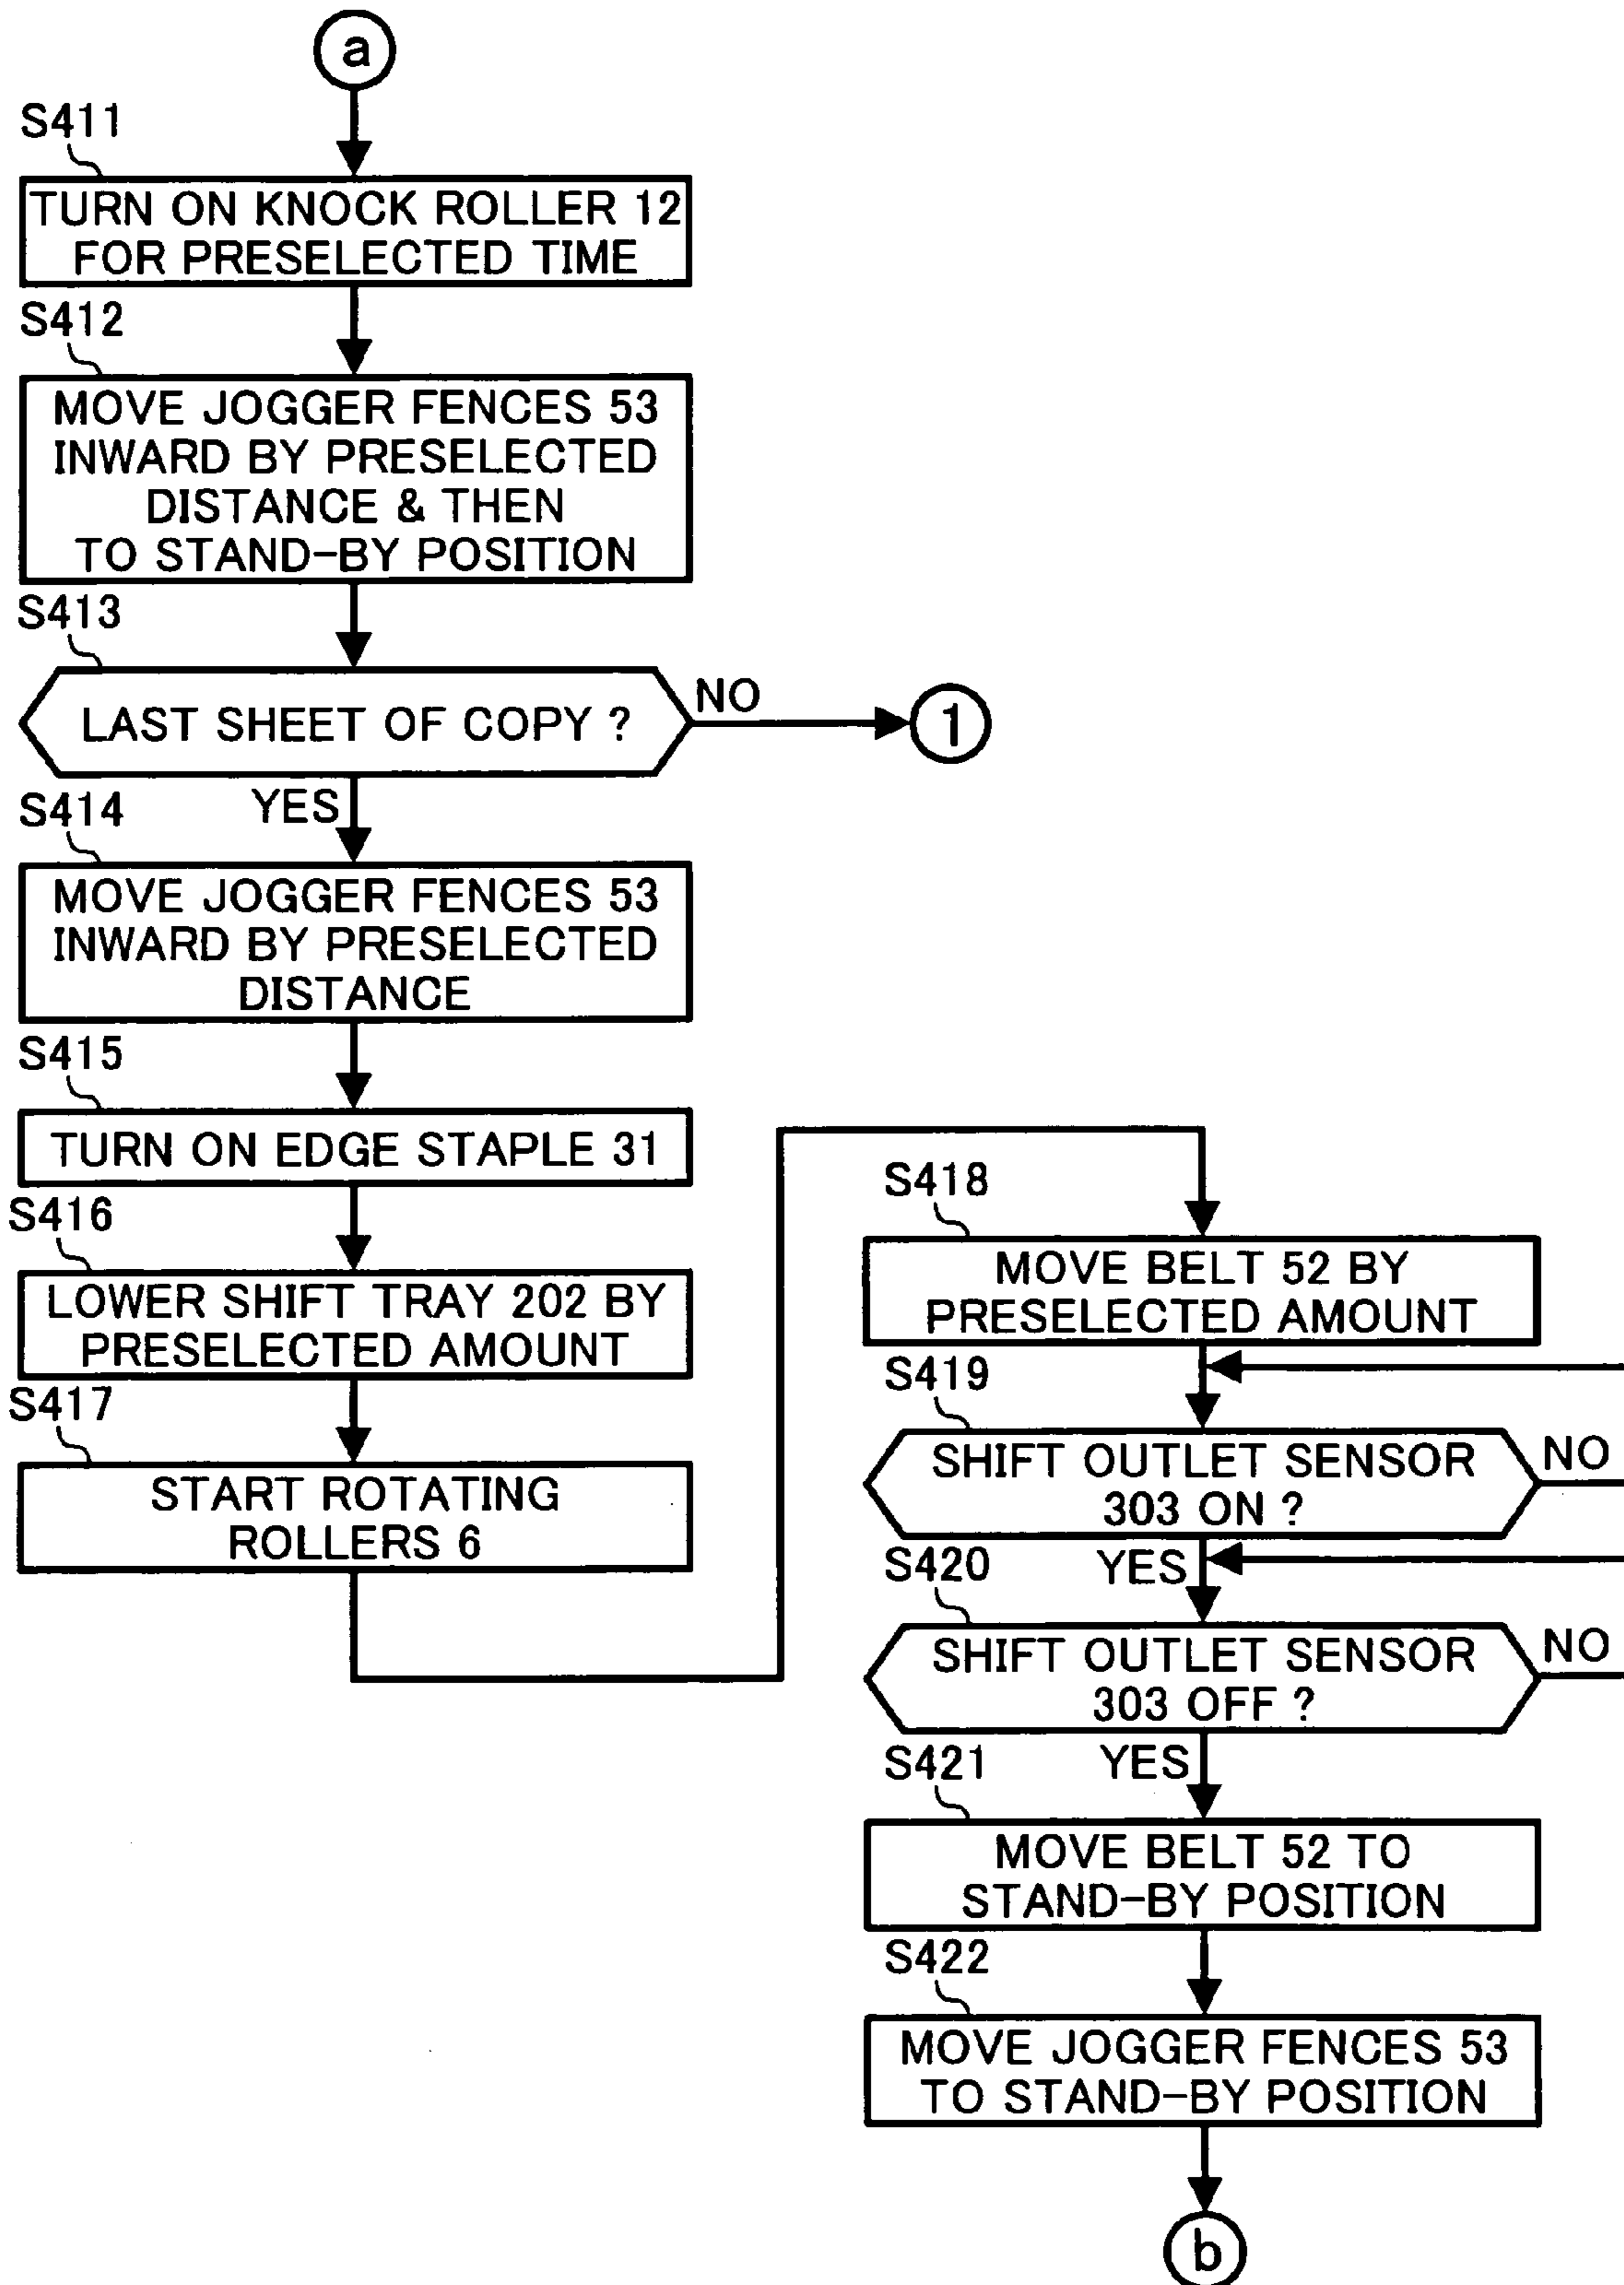 a
S411
TURN ON KNOCK ROLLER 12
FOR PRESELECTED TIME
S412
MOVE JOGGER FENCES 53
INWARD BY PRESELECTED
DISTANCE & THEN
TO STAND-BY POSITION
S413
LAST SHEET OF COPY ?
NO
1
YES
S414
MOVE JOGGER FENCES 53
INWARD BY PRESELECTED
DISTANCE
S415
TURN ON EDGE STAPLE 31
S416
LOWER SHIFT TRAY 202 BY
PRESELECTED AMOUNT
S417
START ROTATING
ROLLERS 6
S418
MOVE BELT 52 BY
PRESELECTED AMOUNT
S419
SHIFT OUTLET SENSOR
303 ON ?
NO
YES
S420
SHIFT OUTLET SENSOR
303 OFF ?
NO
YES
S421
MOVE BELT 52 TO
STAND-BY POSITION
S422
MOVE JOGGER FENCES 53
TO STAND-BY POSITION
b